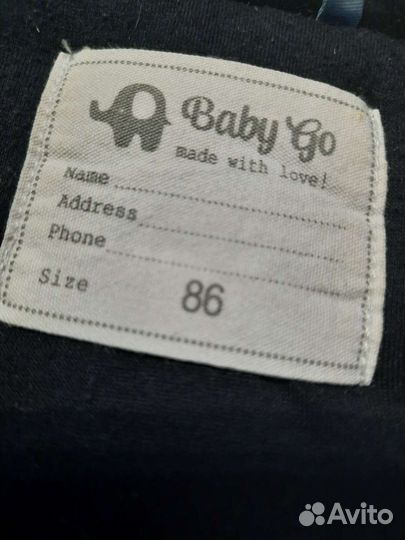 Baby Go
made with love!
Name
Address
Phone
Size 86
Avito